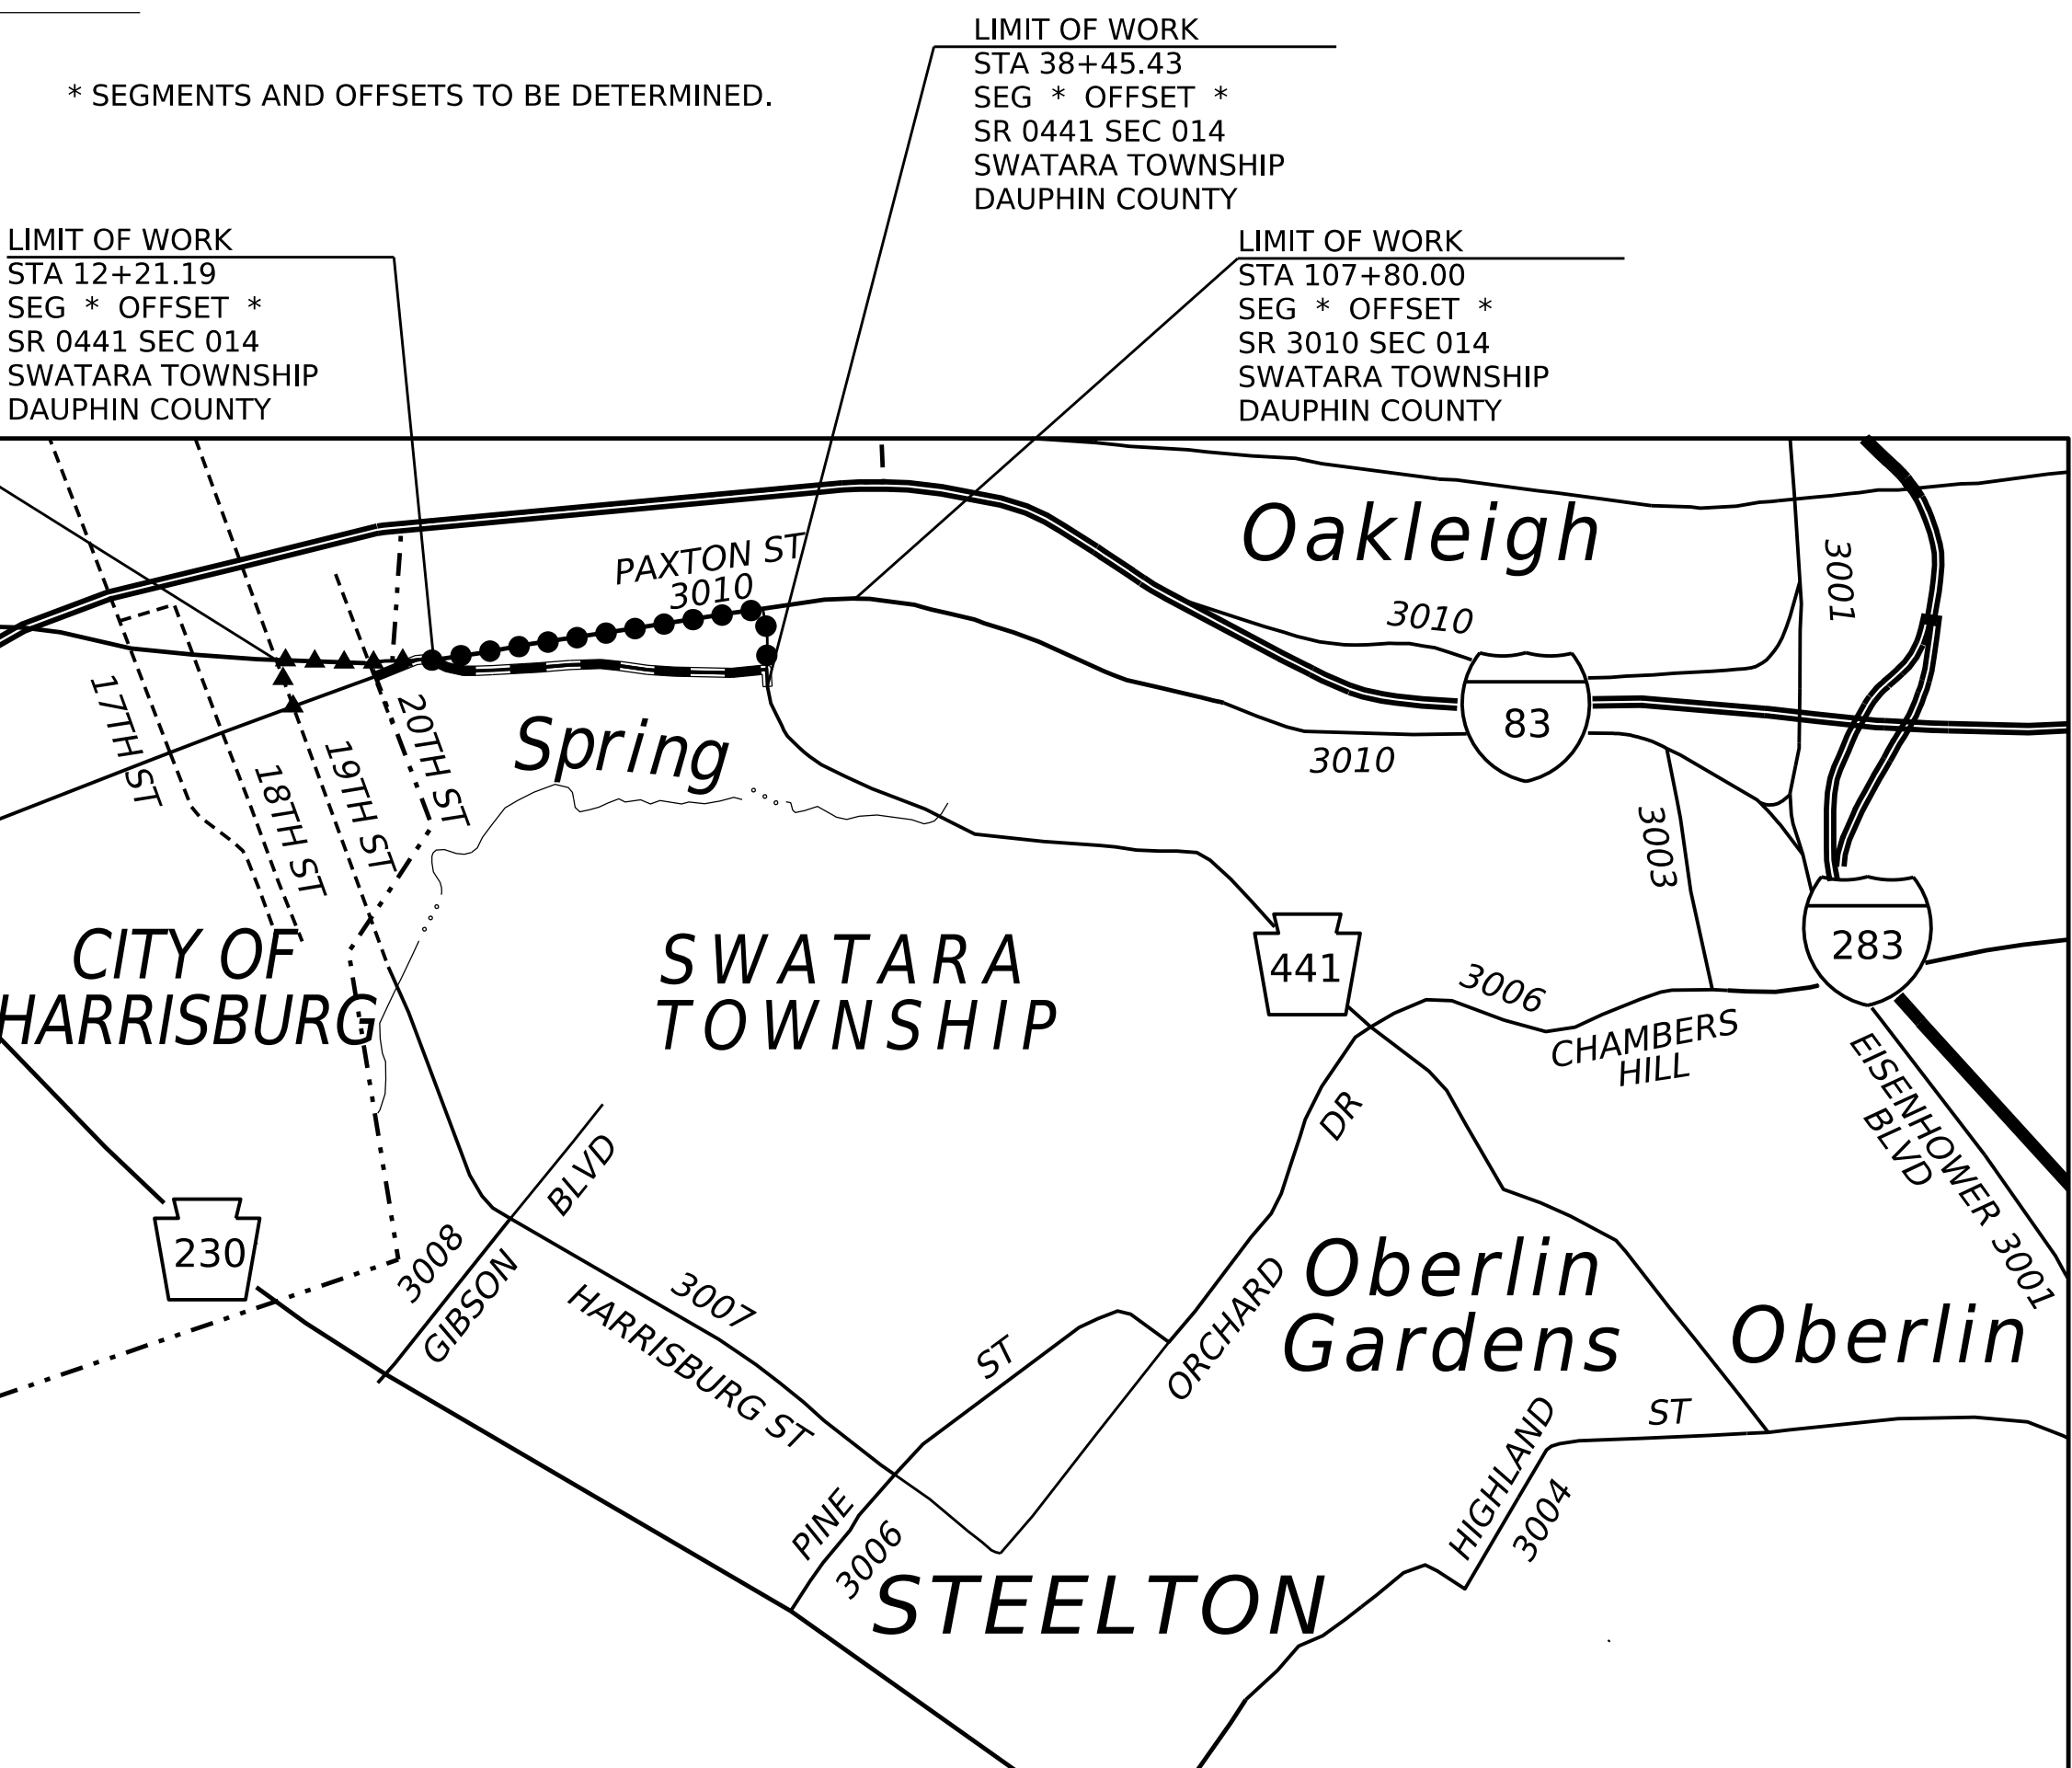 LIMIT OF WORK
STA 38+45.43
SEG * OFFSET *
SR 0441 SEC 014
SWATARA TOWNSHIP
DAUPHIN COUNTY
* SEGMENTS AND OFFSETS TO BE DETERMINED.
LIMIT OF WORK
STA 12+21.19
SEG * OFFSET *
SR 0441 SEC 014
SWATARA TOWNSHIP
DAUPHIN COUNTY
LIMIT OF WORK
STA 107+80.00
SEG * OFFSET *
SR 3010 SEC 014
SWATARA TOWNSHIP
DAUPHIN COUNTY
Oakleigh
PAXTON ST
3010
3010
3001
17TH ST
18TH ST
19TH ST
20TH ST
Spring
83
3010
3003
CITY OF
HARRISBURG
SWATARA
TOWNSHIP
441
283
3006
CHAMBERS
HILL
EISENHOWER
BLVD
3001
DR
ORCHARD
230
3008
GIBSON
BLVD
3007
HARRISBURG ST
ST
PINE
3006
Oberlin
Gardens
Oberlin
HIGHLAND
ST
3004
STEELTON